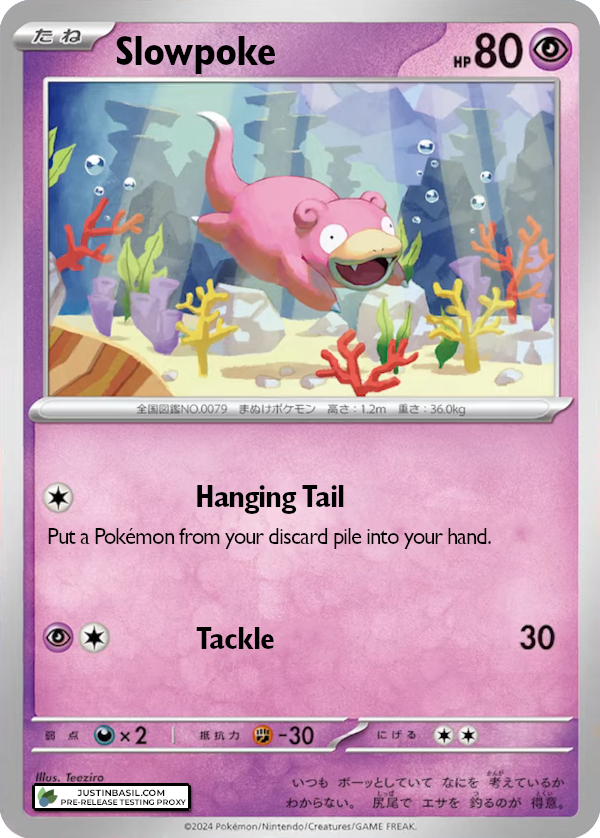 たね
Slowpoke
HP 80
全国図鑑NO.0079 まぬけポケモン 高さ：1.2m 重さ：36.0kg
Hanging Tail
Put a Pokémon from your discard pile into your hand.
Tackle 30
弱点 ×2 抵抗力 -30 にげる
Illus. Teeziro
JUSTINBASIL.COM
PRE-RELEASE TESTING PROXY
いつも ボーッとしていて なにを 考えているか
わからない。 尻尾で エサを 釣るのが 得意。
©2024 Pokémon/Nintendo/Creatures/GAME FREAK.